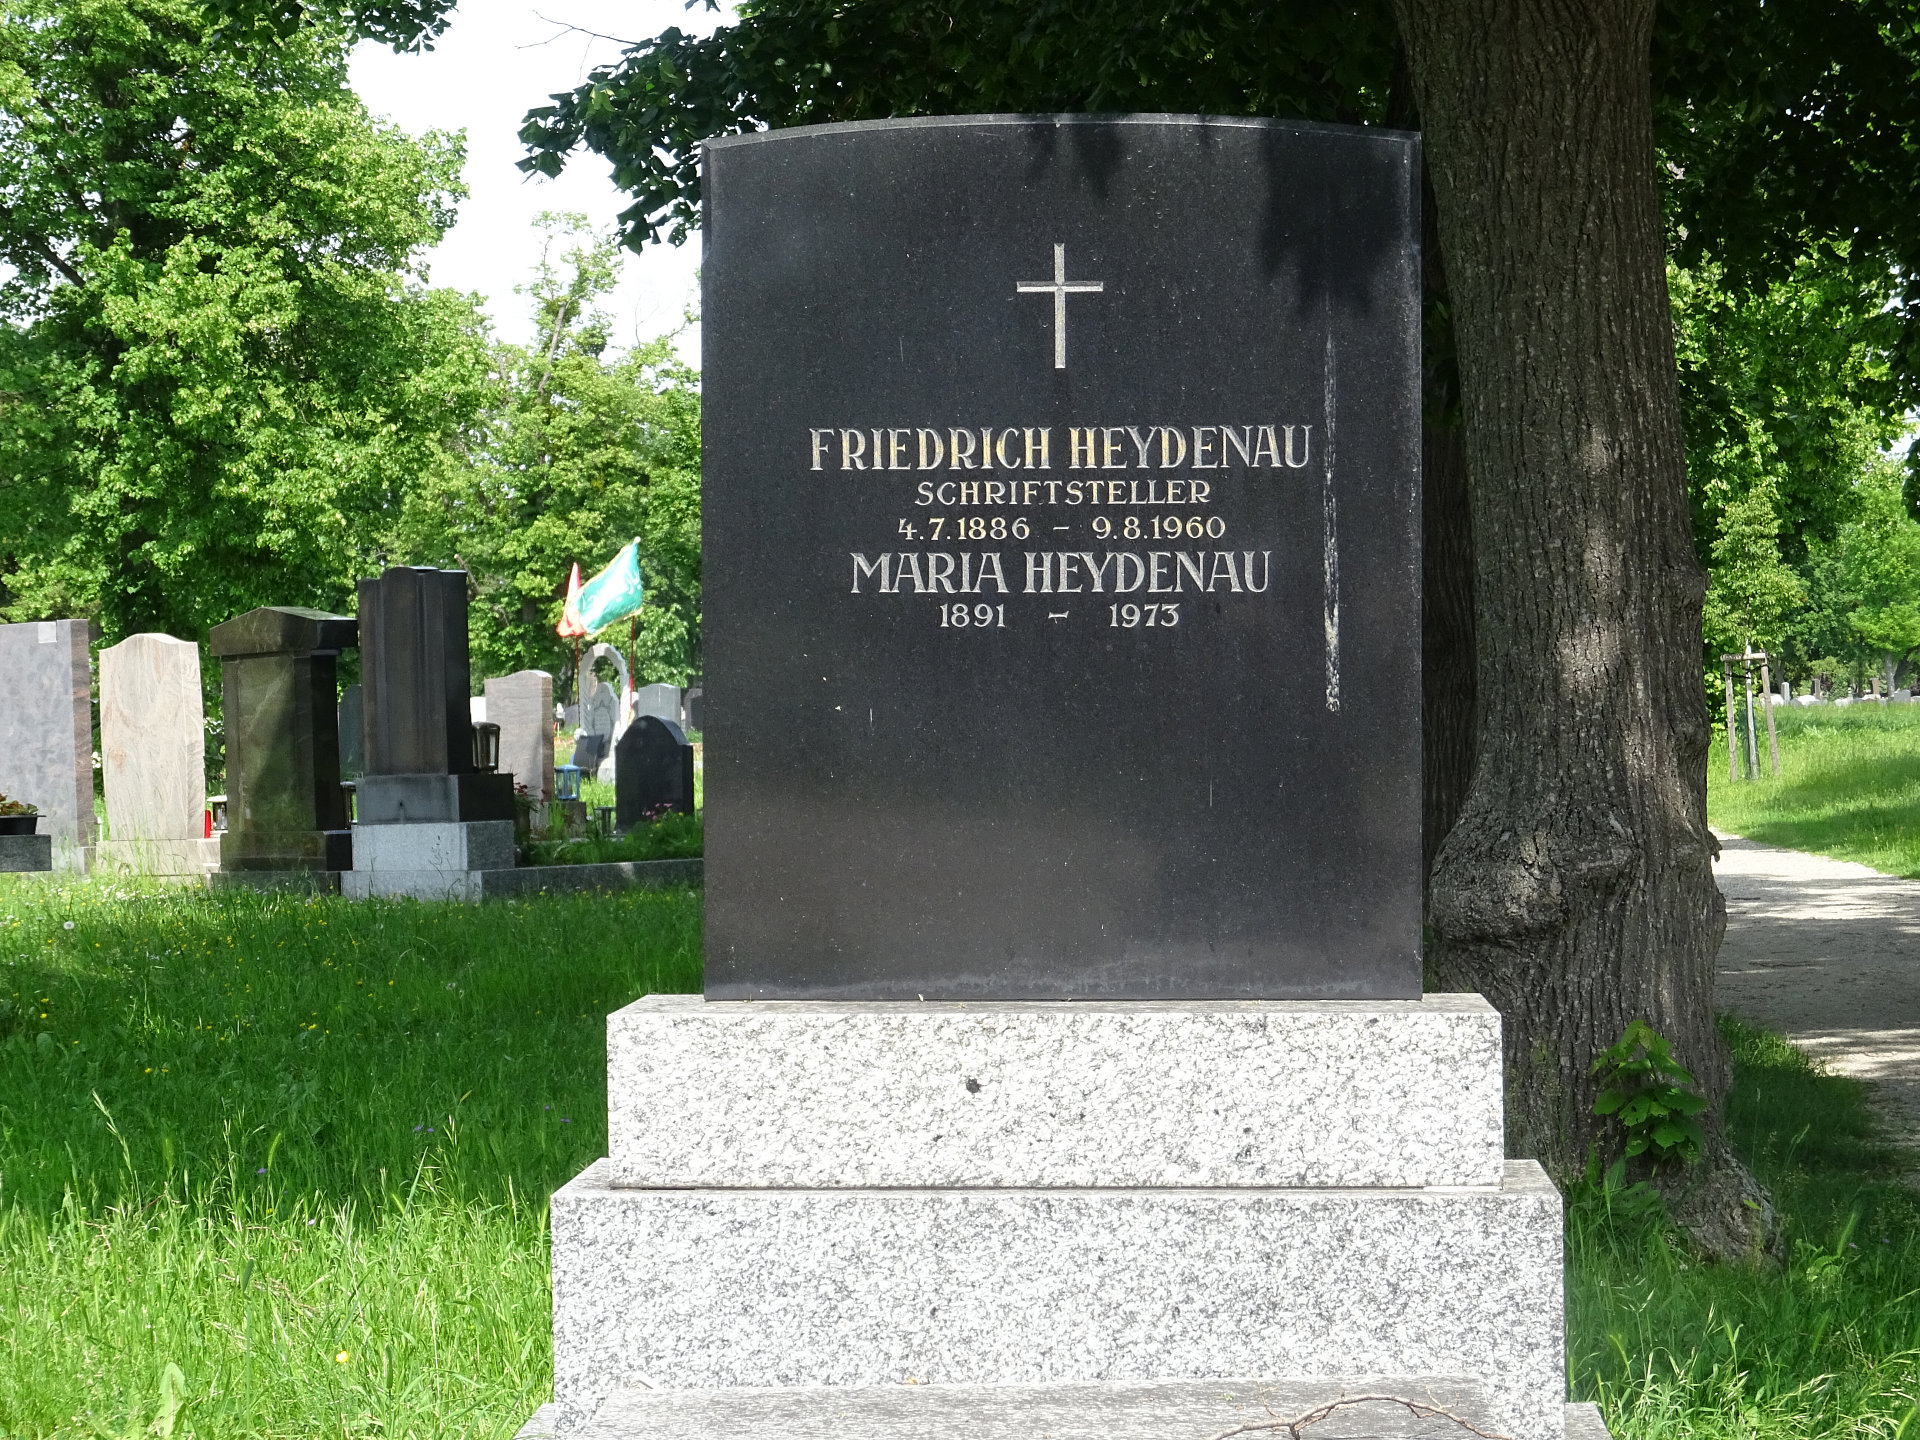 FRIEDRICH HEYDENAU
SCHRIFTSTELLER
4.7.1886 – 9.8.1960
MARIA HEYDENAU
1891 – 1973